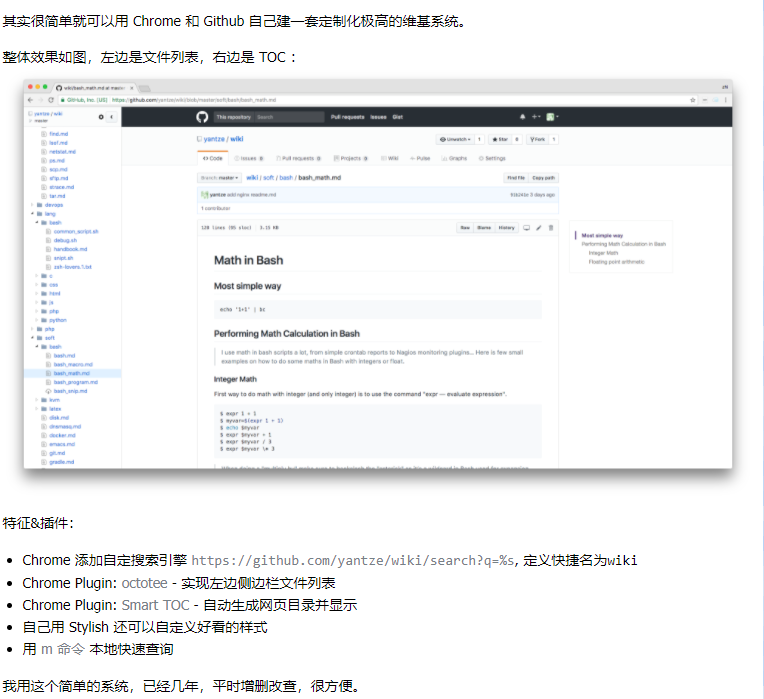 其实很简单就可以用 Chrome 和 Github 自己建一套定制化极高的维基系统。
整体效果如图，左边是文件列表，右边是 TOC：
wiki/bash_math.md at master
GitHub, Inc. [US] https://github.com/yantze/wiki/blob/master/soft/bash/bash_math.md
yantze / wiki
master
find.md
lsof.md
netstat.md
ps.md
scp.md
sftp.md
strace.md
tar.md
devops
lang
bash
common_script.sh
debug.sh
handbook.md
snipt.sh
zsh-lovers.1.txt
c
css
html
js
php
python
php
soft
bash
bash.md
bash_macro.md
bash_math.md
bash_program.md
bash_snip.md
kvm
latex
disk.md
dnsmasq.md
docker.md
emacs.md
git.md
gradle.md
This repository Search Pull requests Issues Gist
yantze / wiki
Unwatch 1 Star 8 Fork 1
Code Issues 0 Pull requests 0 Projects 0 Wiki Pulse Graphs Settings
Branch: master wiki / soft / bash / bash_math.md Find file Copy path
yantze add nginx readme.md
1 contributor
129 lines (95 sloc) 3.15 KB Raw Blame History
Math in Bash
Most simple way
echo '1+1' | bc
Performing Math Calculation in Bash
I use math in bash scripts a lot, from simple crontab reports to Nagios monitoring plugins... Here is few small
examples on how to do some maths in Bash with integers or float.
Integer Math
First way to do math with integer (and only integer) is to use the command "expr — evaluate expression".
$ expr 1 + 1
$ myvar=$(expr 1 + 1)
$ echo $myvar
$ expr $myvar + 1
$ expr $myvar / 3
$ expr $myvar \* 3
Most simple way
Performing Math Calculation in Bash
Integer Math
Floating point arithmetic
特征&插件：
Chrome 添加自定搜索引擎 https://github.com/yantze/wiki/search?q=%s, 定义快捷名为wiki
Chrome Plugin: octotee - 实现左边侧边栏文件列表
Chrome Plugin: Smart TOC - 自动生成网页目录并显示
自己用 Stylish 还可以自定义好看的样式
用 m 命令 本地快速查询
我用这个简单的系统，已经几年，平时增删改查，很方便。